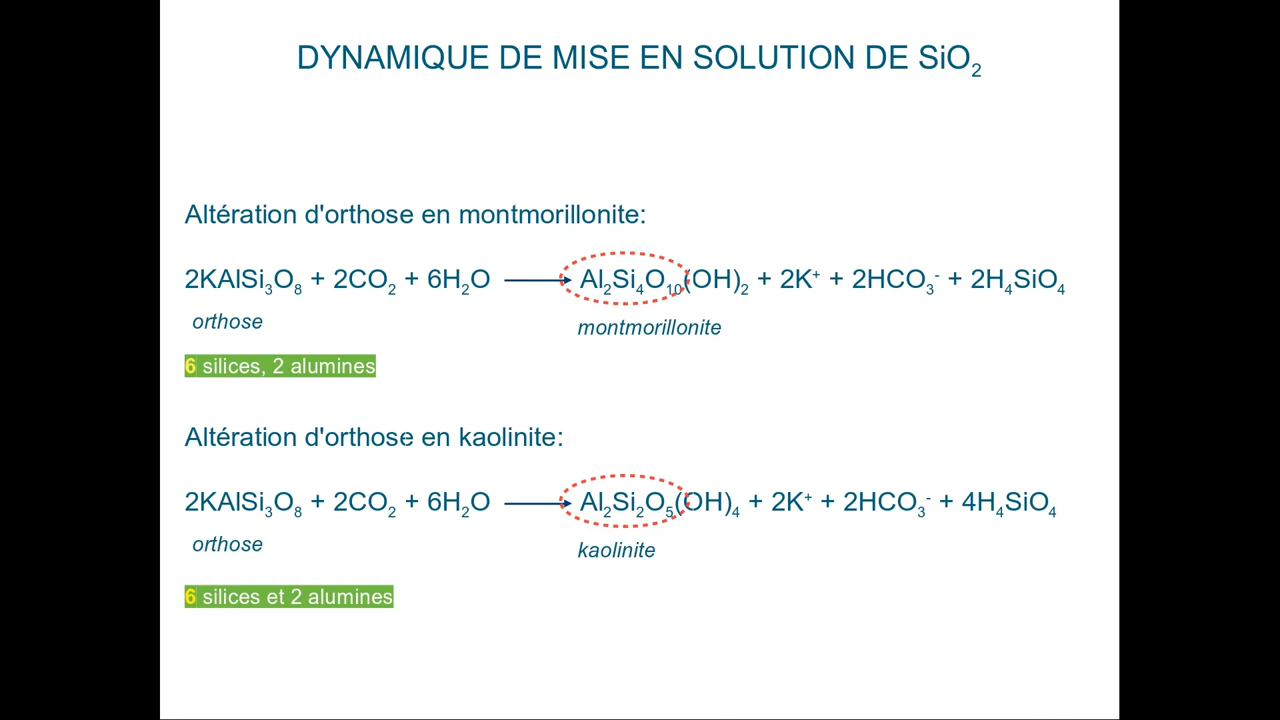 DYNAMIQUE DE MISE EN SOLUTION DE SiO₂
Altération d'orthose en montmorillonite:
2KAlSi₃O₈ + 2CO₂ + 6H₂O ⟶ Al₂Si₄O₁₀(OH)₂ + 2K⁺ + 2HCO₃⁻ + 2H₄SiO₄
orthose montmorillonite
6 silices, 2 alumines
Altération d'orthose en kaolinite:
2KAlSi₃O₈ + 2CO₂ + 6H₂O ⟶ Al₂Si₂O₅(OH)₄ + 2K⁺ + 2HCO₃⁻ + 4H₄SiO₄
orthose kaolinite
6 silices et 2 alumines